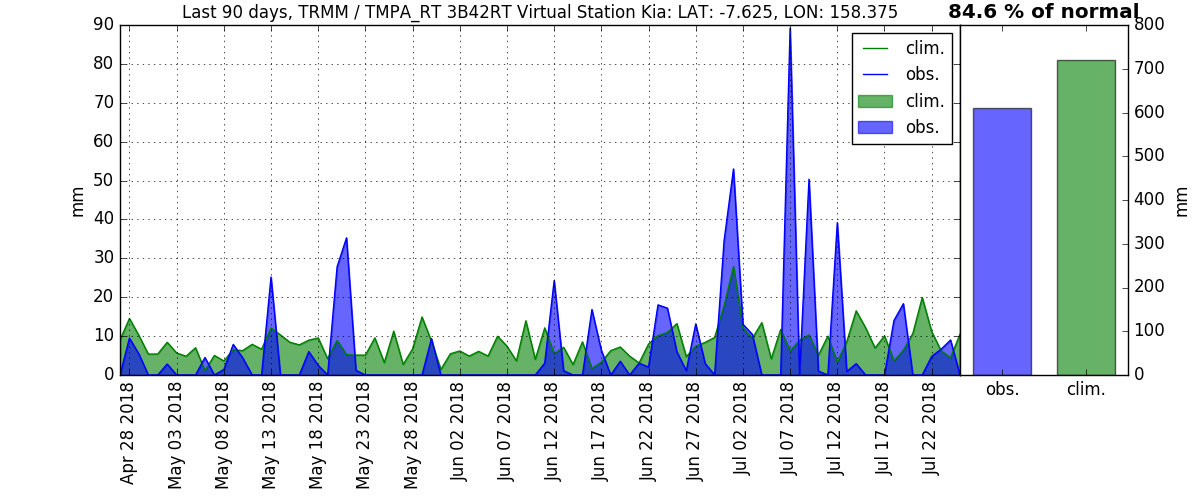 Last 90 days, TRMM / TMPA_RT 3B42RT Virtual Station Kia: LAT: -7.625, LON: 158.375
84.6 % of normal
90
80
70
60
50
40
30
20
10
0
mm
clim.
obs.
clim.
obs.
Apr 28 2018
May 03 2018
May 08 2018
May 13 2018
May 18 2018
May 23 2018
May 28 2018
Jun 02 2018
Jun 07 2018
Jun 12 2018
Jun 17 2018
Jun 22 2018
Jun 27 2018
Jul 02 2018
Jul 07 2018
Jul 12 2018
Jul 17 2018
Jul 22 2018
800
700
600
500
400
300
200
100
0
mm
obs.
clim.